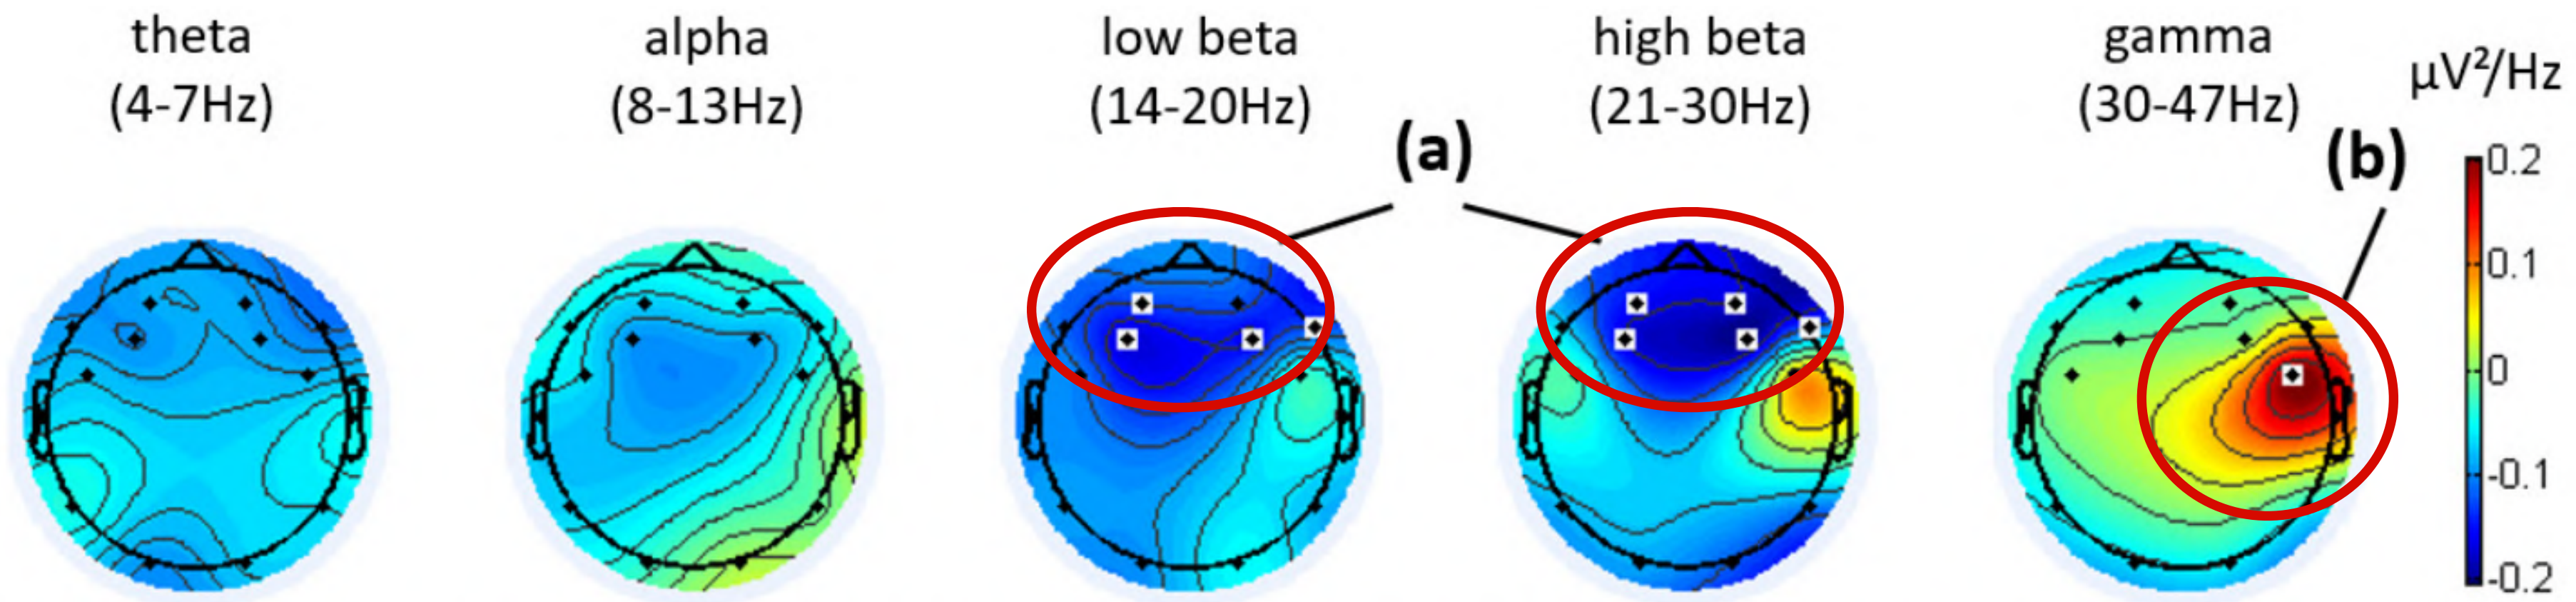 theta
(4-7Hz)
alpha
(8-13Hz)
low beta
(14-20Hz)
high beta
(21-30Hz)
gamma
(30-47Hz)
μV²/Hz
(a)
(b)
0.2
0.1
0
-0.1
-0.2